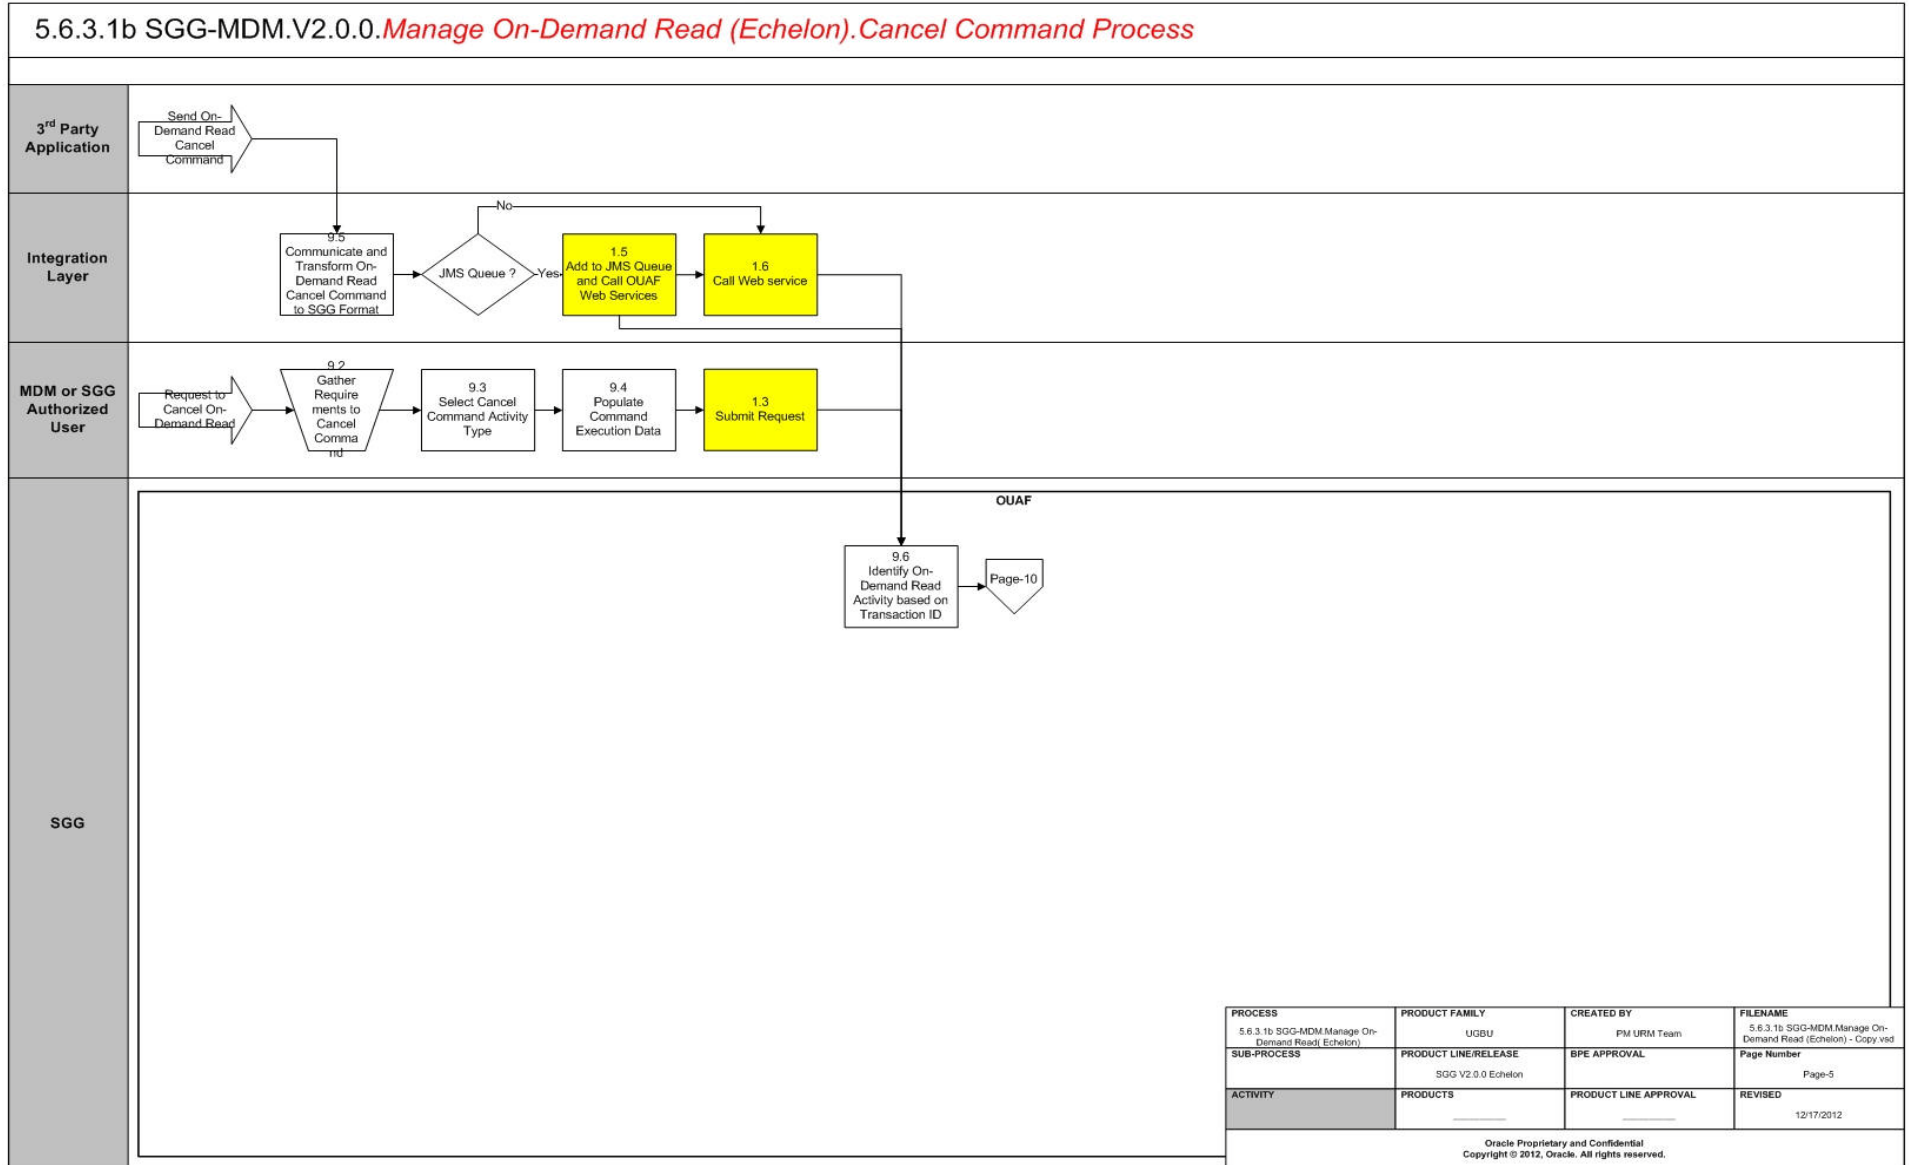 5.6.3.1b SGG-MDM.V2.0.0.Manage On-Demand Read (Echelon).Cancel Command Process
3rd Party
Application
Send On-
Demand Read
Cancel
Command
Integration
Layer
9.5
Communicate and
Transform On-
Demand Read
Cancel Command
to SGG Format
JMS Queue ?
No
Yes
1.5
Add to JMS Queue
and Call OUAF
Web Services
1.6
Call Web service
MDM or SGG
Authorized
User
Request to
Cancel On-
Demand Read
9.2
Gather
Require
ments to
Cancel
Comma
nd
9.3
Select Cancel
Command Activity
Type
9.4
Populate
Command
Execution Data
1.3
Submit Request
SGG
OUAF
9.6
Identify On-
Demand Read
Activity based on
Transaction ID
Page-10
PROCESS
5.6.3.1b SGG-MDM.Manage On-
Demand Read( Echelon)
PRODUCT FAMILY
UGBU
CREATED BY
PM URM Team
FILENAME
5.6.3.1b SGG-MDM.Manage On-
Demand Read (Echelon) - Copy.vsd
SUB-PROCESS
PRODUCT LINE/RELEASE
SGG V2.0.0 Echelon
BPE APPROVAL
Page Number
Page-5
ACTIVITY
PRODUCTS
PRODUCT LINE APPROVAL
REVISED
12/17/2012
Oracle Proprietary and Confidential
Copyright © 2012, Oracle. All rights reserved.